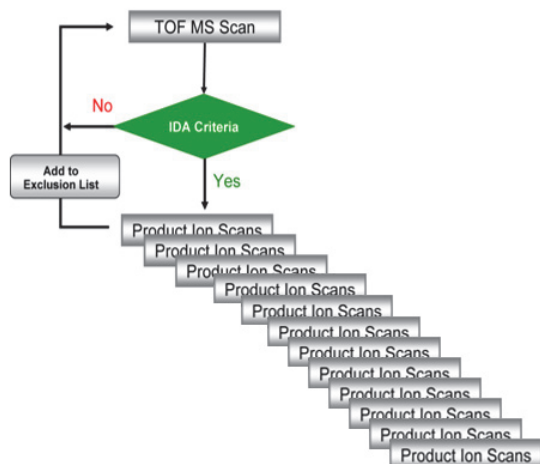 TOF MS Scan
No
IDA Criteria
Add to
Exclusion List
Yes
Product Ion Scans
Product Ion Scans
Product Ion Scans
Product Ion Scans
Product Ion Scans
Product Ion Scans
Product Ion Scans
Product Ion Scans
Product Ion Scans
Product Ion Scans
Product Ion Scans
Product Ion Scans